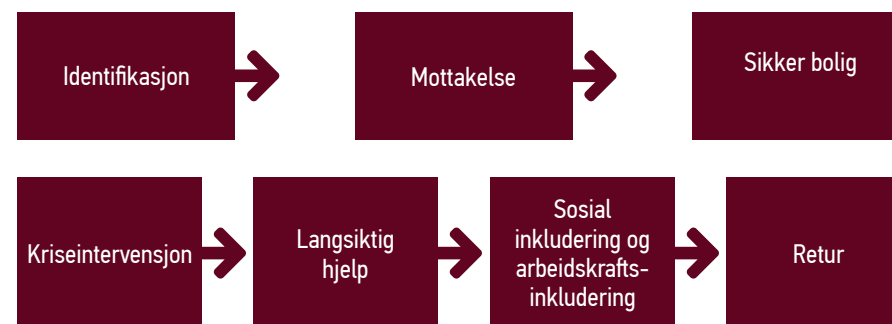 Identifikasjon
Mottakelse
Sikker bolig
Kriseintervensjon
Langsiktig
hjelp
Sosial
inkludering og
arbeidskrafts-
inkludering
Retur